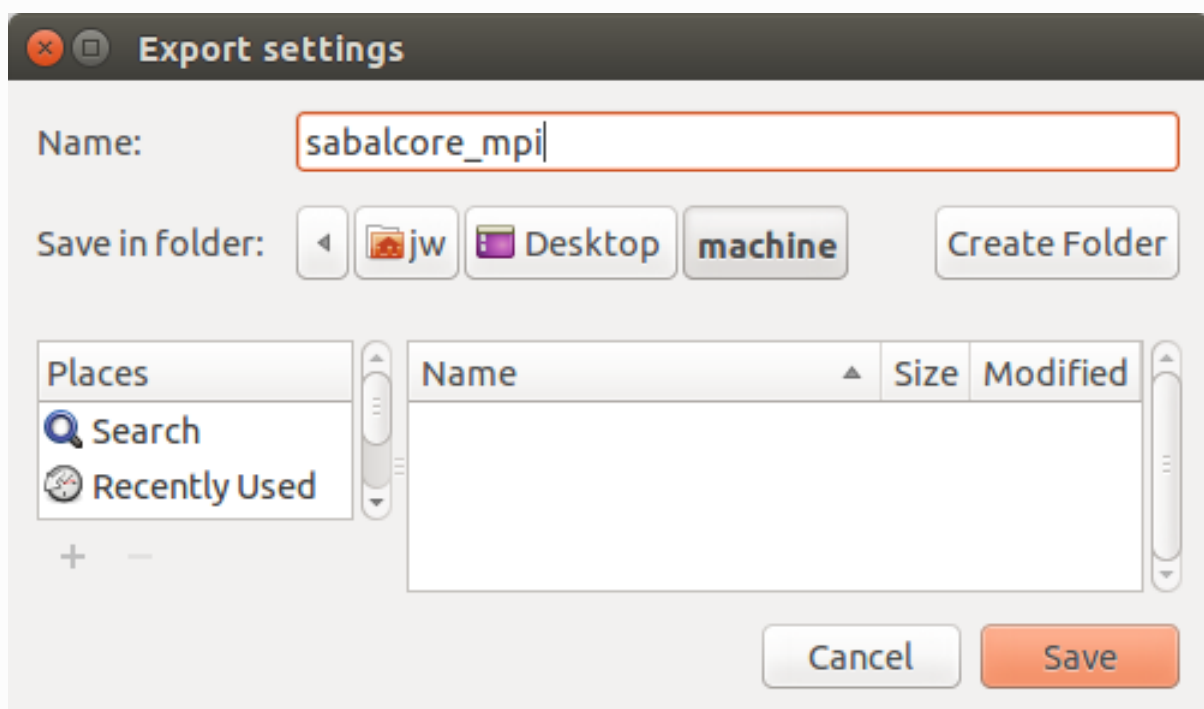 Export settings
Name: sabalcore_mpi
Save in folder: jw Desktop machine Create Folder
Places Name Size Modified
Search
Recently Used
Cancel Save